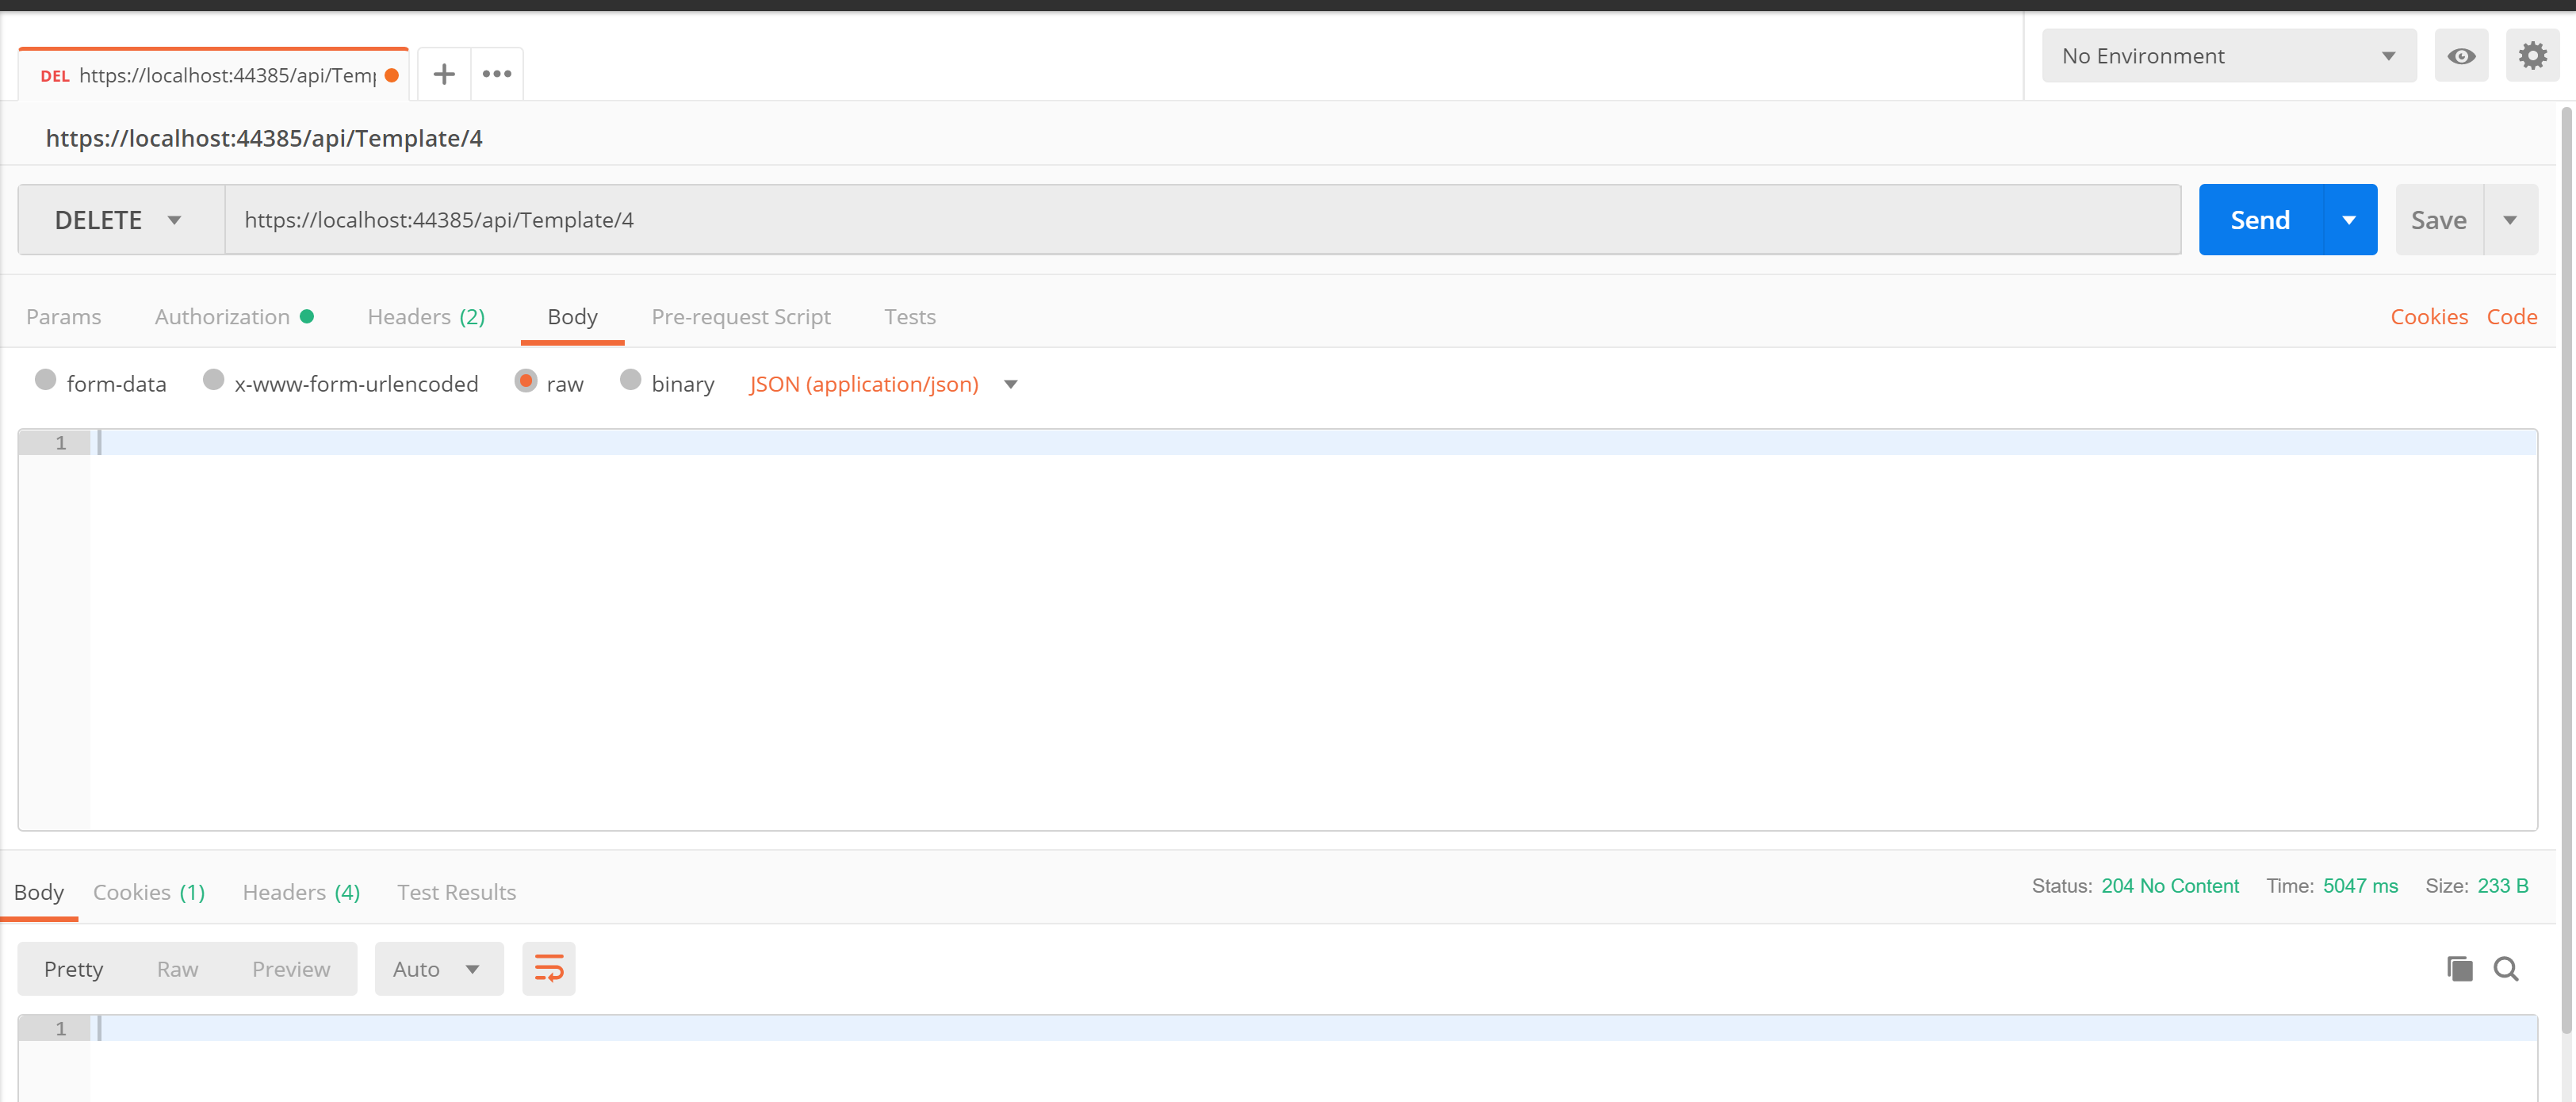 DEL https://localhost:44385/api/Temp
No Environment
https://localhost:44385/api/Template/4
DELETE https://localhost:44385/api/Template/4 Send Save
Params Authorization Headers (2) Body Pre-request Script Tests Cookies Code
form-data x-www-form-urlencoded raw binary JSON (application/json)
1
Body Cookies (1) Headers (4) Test Results Status: 204 No Content Time: 5047 ms Size: 233 B
Pretty Raw Preview Auto
1